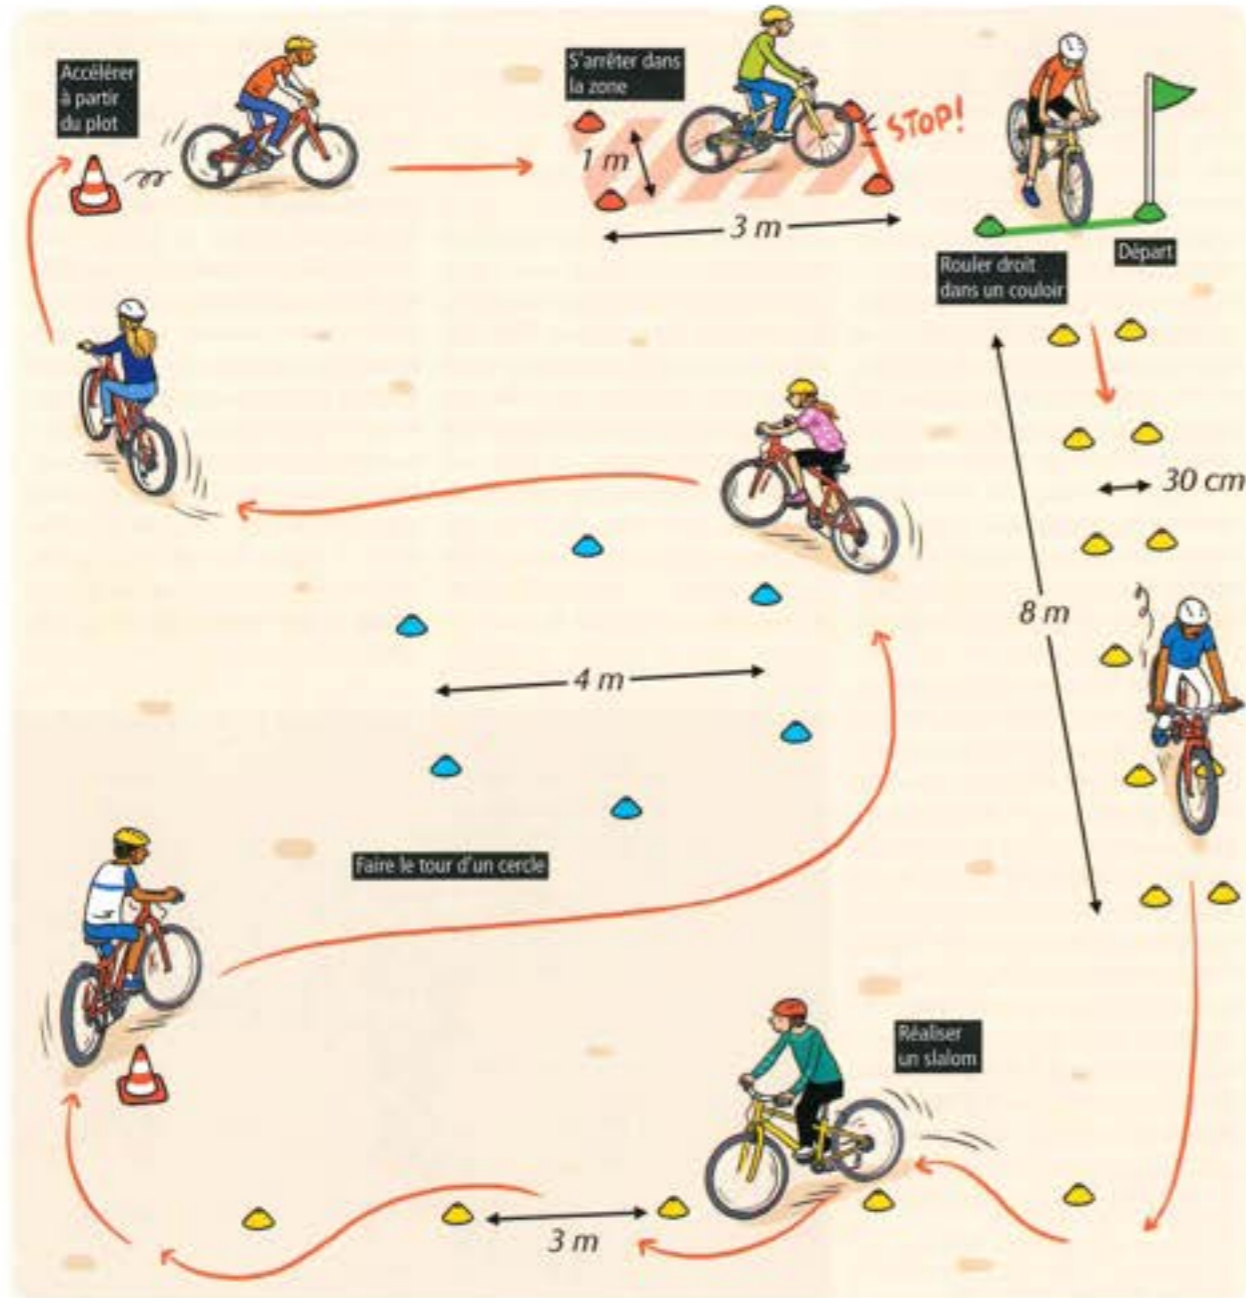 Accélérer
à partir
du plot
S'arrêter dans
la zone
STOP!
1 m
3 m
Rouler droit
dans un couloir
Départ
30 cm
8 m
4 m
Faire le tour d'un cercle
Réaliser
un slalom
3 m